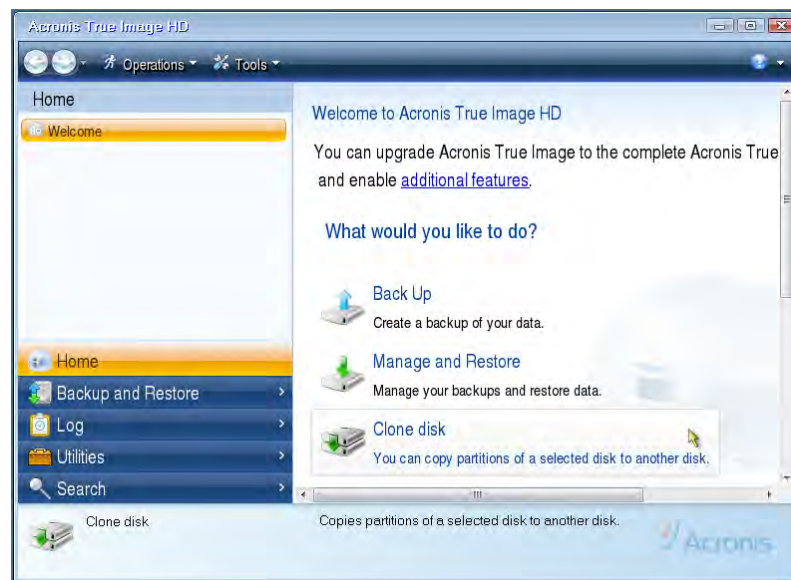 Acronis True Image HD
Operations
Tools
Home
Welcome
Home
Backup and Restore
Log
Utilities
Search
Welcome to Acronis True Image HD
You can upgrade Acronis True Image to the complete Acronis True
and enable additional features.
What would you like to do?
Back Up
Create a backup of your data.
Manage and Restore
Manage your backups and restore data.
Clone disk
You can copy partitions of a selected disk to another disk.
Clone disk
Copies partitions of a selected disk to another disk.
Acronis